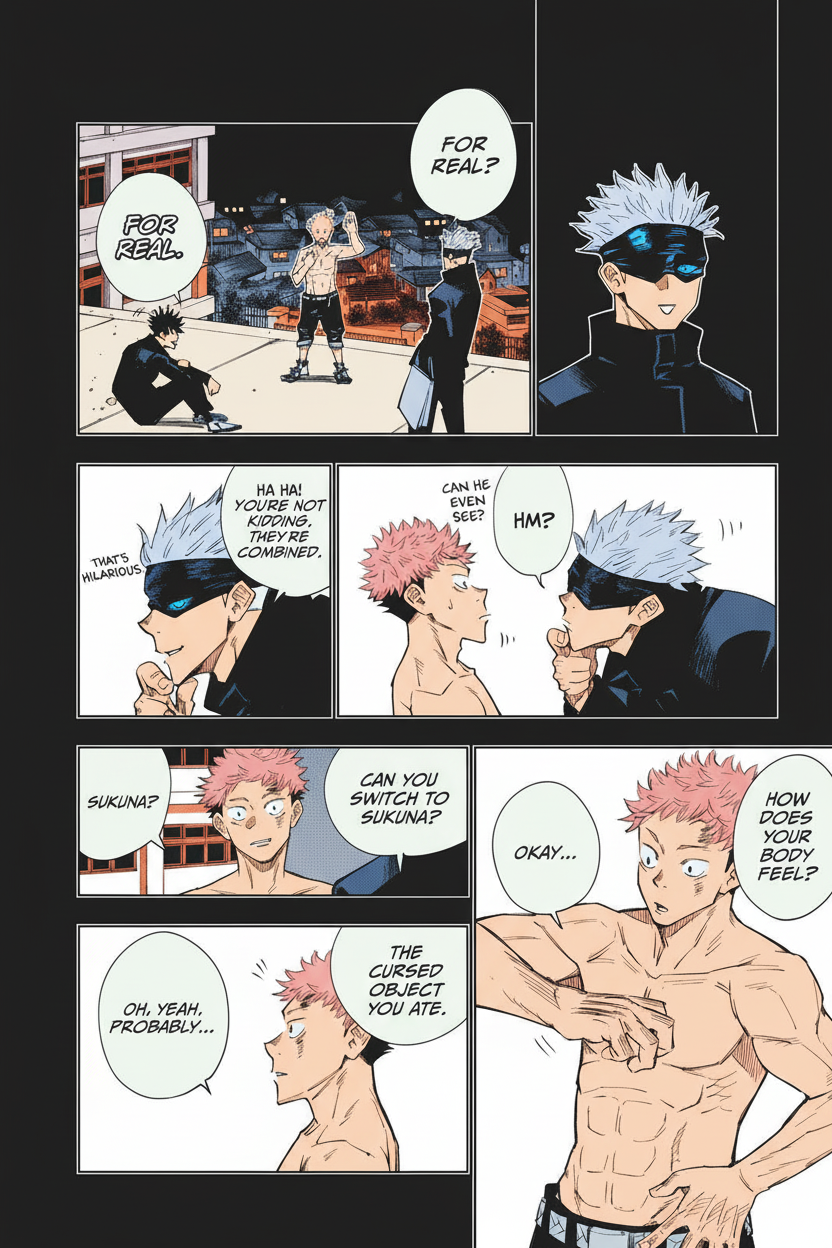 FOR
REAL?
FOR
REAL.
CAN HE
EVEN
SEE?
HM?
HA HA!
YOU'RE NOT
KIDDING.
THEY'RE
COMBINED.
THAT'S
HILARIOUS.
HOW
DOES
YOUR
BODY
FEEL?
OKAY...
CAN YOU
SWITCH TO
SUKUNA?
SUKUNA?
THE
CURSED
OBJECT
YOU ATE.
OH, YEAH,
PROBABLY...